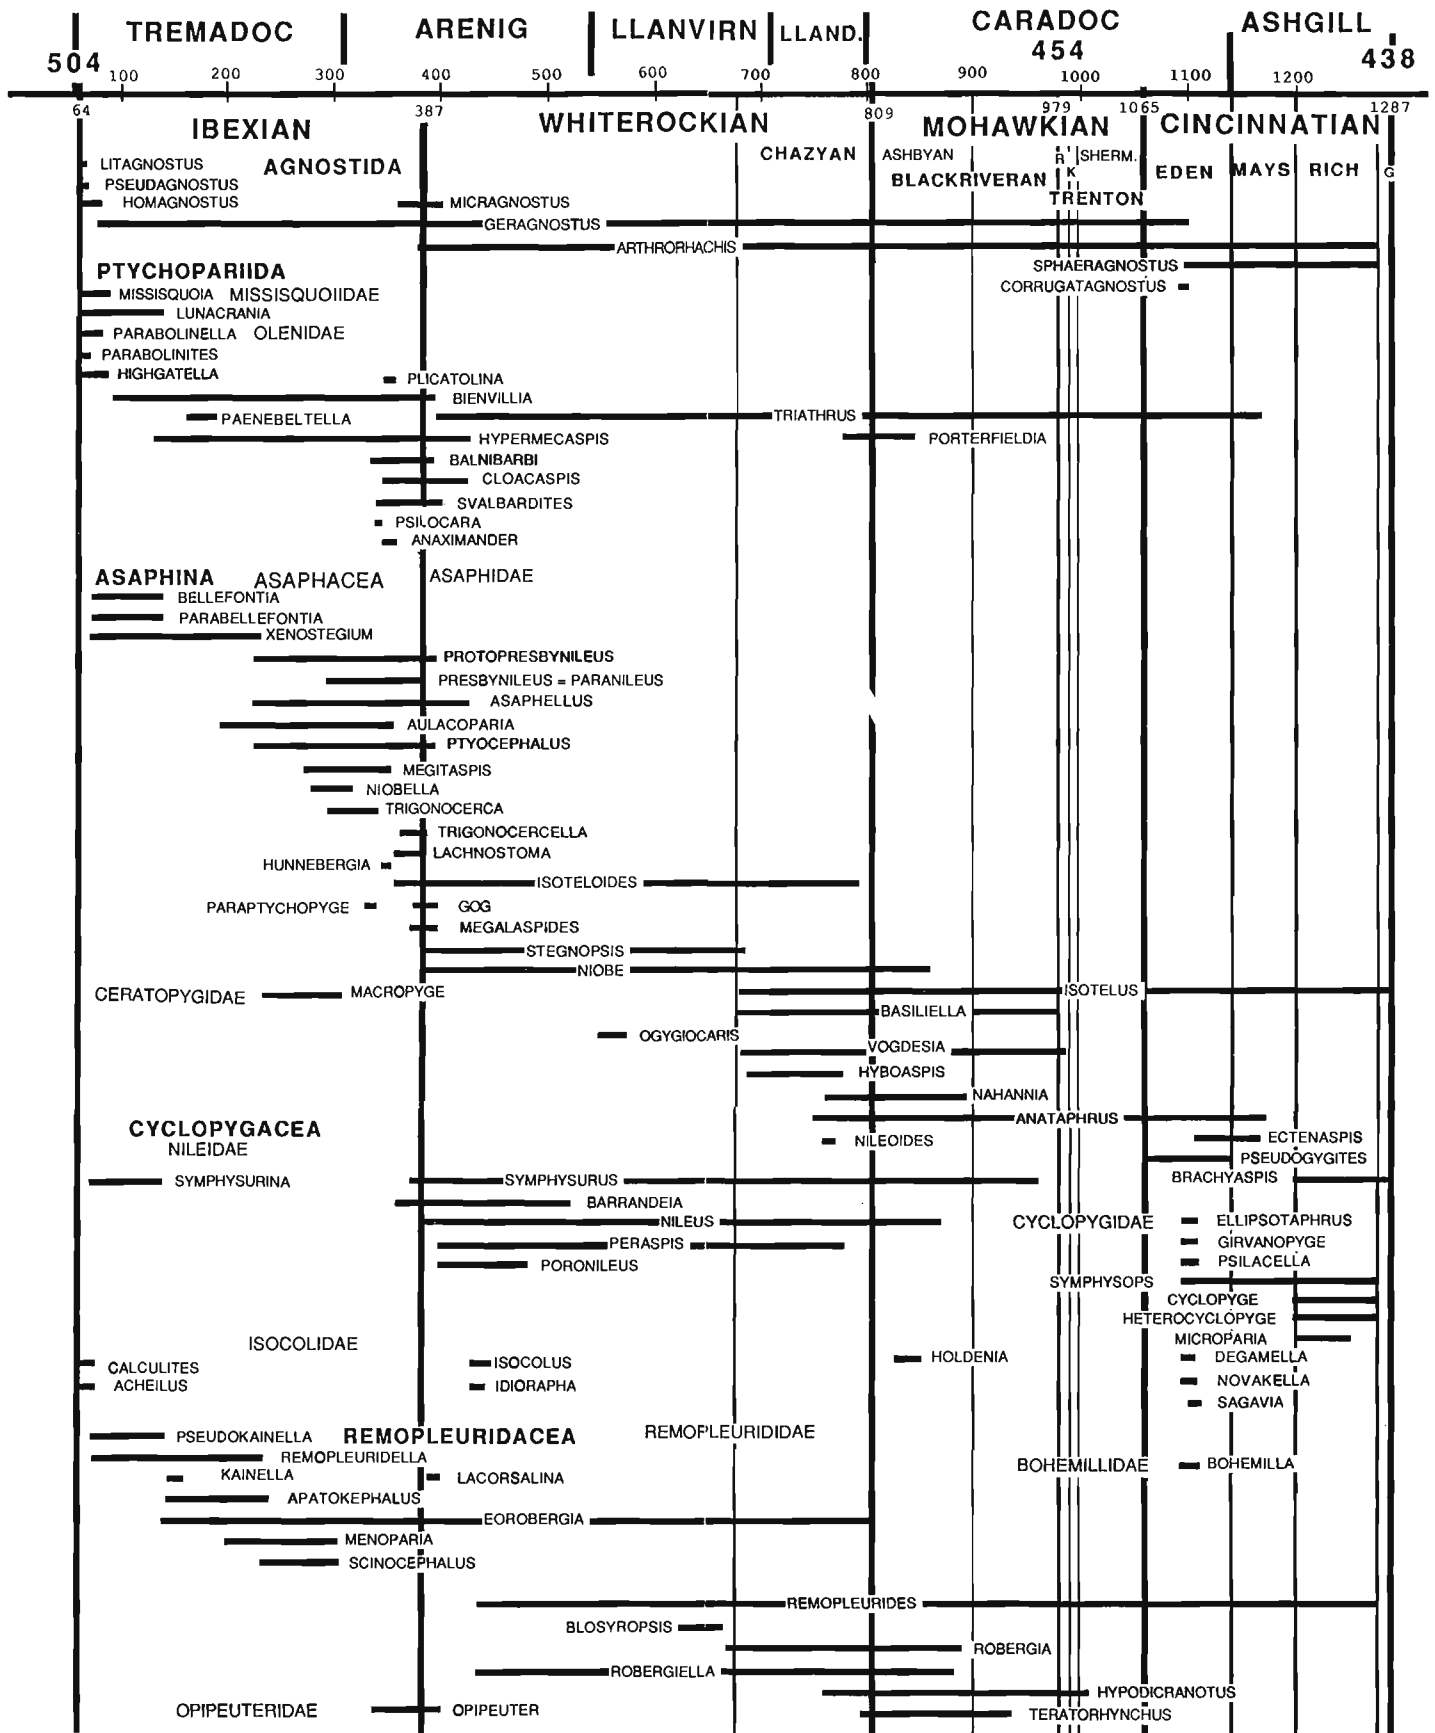 TREMADOC ARENIG LLANVIRN LLAND. CARADOC ASHGILL
504 454 438
100 200 300 400 500 600 700 800 900 1000 1100 1200
64 387 809 979 1065 1287
IBEXIAN WHITEROCKIAN MOHAWKIAN CINCINNATIAN
CHAZYAN ASHBYAN R SHERM.
BLACKRIVERAN K EDEN MAYS RICH G
TRENTON
LITAGNOSTUS AGNOSTIDA
PSEUDAGNOSTUS
HOMAGNOSTUS MICRAGNOSTUS
GERAGNOSTUS
ARTHRORHACHIS
PTYCHOPARIIDA SPHAERAGNOSTUS
CORRUGATAGNOSTUS
MISSISQUOIA MISSISQUOIIDAE
LUNACRANIA
PARABOLINELLA OLENIDAE
PARABOLINITES
HIGHGATELLA PLICATOLINA
BIENVILLIA
PAENEBELTELLA TRIATHRUS
HYPERMECASPIS PORTERFIELDIA
BALNIBARBI
CLOACASPIS
SVALBARDITES
PSILOCARA
ANAXIMANDER
ASAPHINA ASAPHACEA ASAPHIDAE
BELLEFONTIA
PARABELLEFONTIA
XENOSTEGIUM
PROTOPRESBYNILEUS
PRESBYNILEUS = PARANILEUS
ASAPHELLUS
AULACOPARIA
PTYOCEPHALUS
MEGITASPIS
NIOBELLA
TRIGONOCERCA
TRIGONOCERCELLA
LACHNOSTOMA
HUNNEBERGIA
ISOTELOIDES
PARAPTYCHOPYGE GOG
MEGALASPIDES
STEGNOPSIS
NIOBE
CERATOPYGIDAE MACROPYGE ISOTELUS
BASILIELLA
OGYGIOCARIS
VOGDESIA
HYBOASPIS
NAHANNIA
CYCLOPYGACEA ANATAPHRUS
NILEIDAE NILEOIDES ECTENASPIS
PSEUDOGYGITES
SYMPHYSURINA SYMPHYSURUS BRACHYASPIS
BARRANDEIA
NILEUS CYCLOPYGIDAE ELLIPSOTAPHRUS
PERASPIS GIRVANOPYGE
PORONILEUS PSILACELLA
SYMPHYSOPS
CYCLOPYGE
HETEROCYCLOPYGE
ISOCOLIDAE MICROPARIA
CALCULITES ISOCOLUS HOLDENIA DEGAMELLA
ACHEILUS IDIORAPHA NOVAKELLA
SAGAVIA
PSEUDOKAINELLA REMOPLEURIDACEA REMOPLEURIDIDAE
REMOPLEURIDELLA
KAINELLA LACORSALINA BOHEMILLIDAE BOHEMILLA
APATOKEPHALUS
EOROBERGIA
MENOPARIA
SCINOCEPHALUS
REMOPLEURIDES
BLOSYROPSIS
ROBERGIA
ROBERGIELLA
HYPODICRANOTUS
OPIPEUTERIDAE OPIPEUTER TERATORHYNCHUS